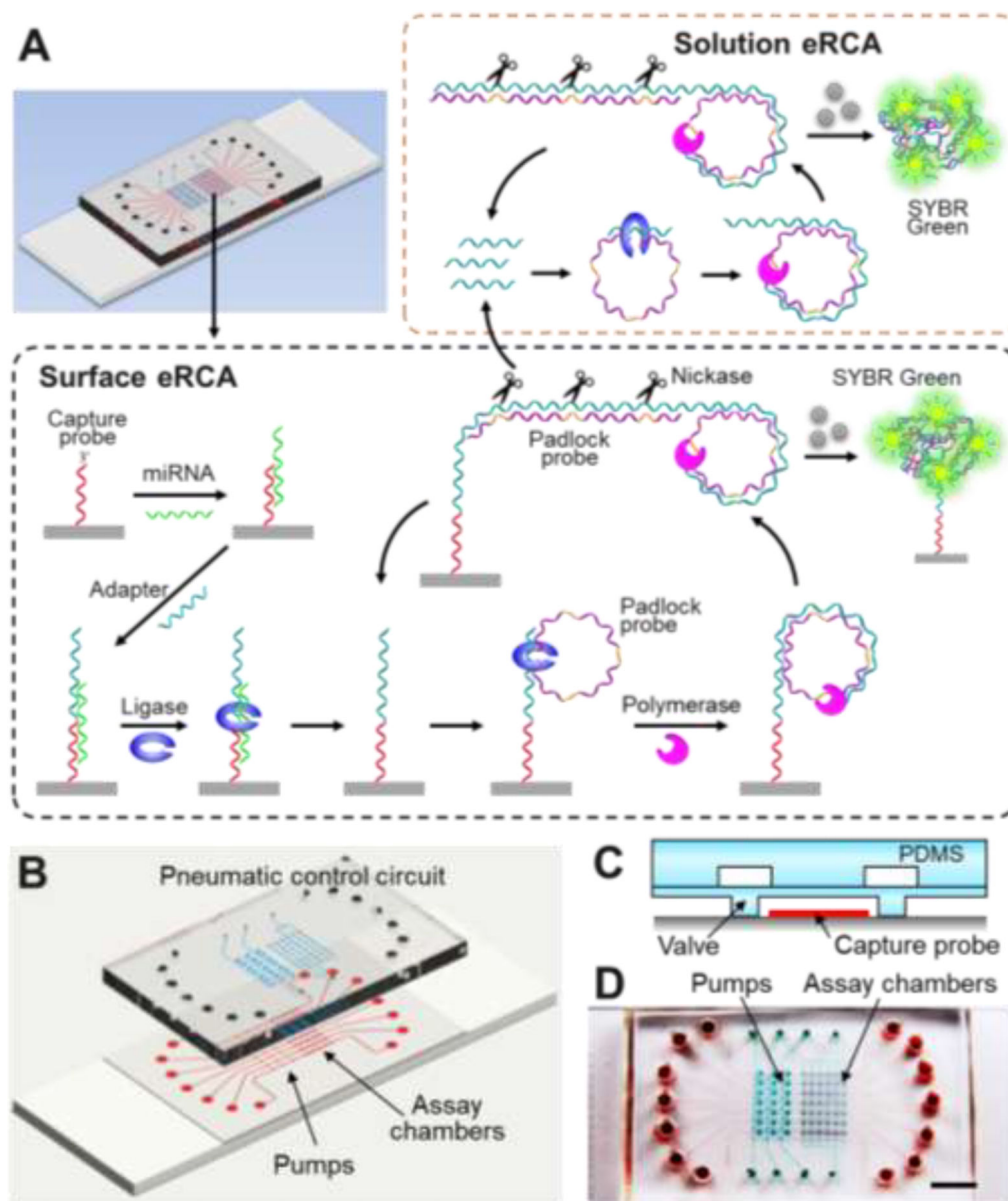 A
Solution eRCA
SYBR
Green
Surface eRCA
Capture
probe
miRNA
Nickase
Padlock
probe
SYBR Green
Adapter
Padlock
probe
Ligase
Polymerase
B
Pneumatic control circuit
Assay
chambers
Pumps
C
PDMS
Valve
Capture probe
D
Pumps
Assay chambers